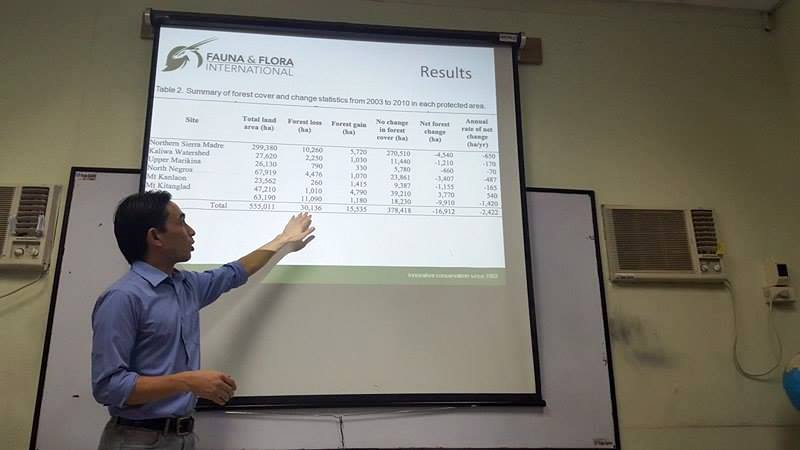 FAUNA & FLORA
INTERNATIONAL
Results
Table 2. Summary of forest cover and change statistics from 2003 to 2010 in each protected area.
Site Total land area (ha) Forest loss (ha) Forest gain (ha) No change in forest cover (ha) Net forest change (ha) Annual rate of net change (ha/yr)
Northern Sierra Madre 299,380 10,260 5,720 270,510 -4,540 -650
Kaliwa Watershed 27,620 2,250 1,030 11,440 -1,210 -170
Upper Marikina 26,130 790 330 5,780 -660 -70
North Negros 67,919 4,476 1,070 23,861 -3,407 -487
Mt Kanlaon 23,562 260 1,415 9,387 -1,155 -165
Mt Kitanglad 47,210 1,010 4,790 39,210 3,770 540
63,190 11,090 1,180 18,230 -9,910 -1,420
Total 555,011 30,136 15,535 378,418 -16,912 -2,422
Innovative conservation since 1903